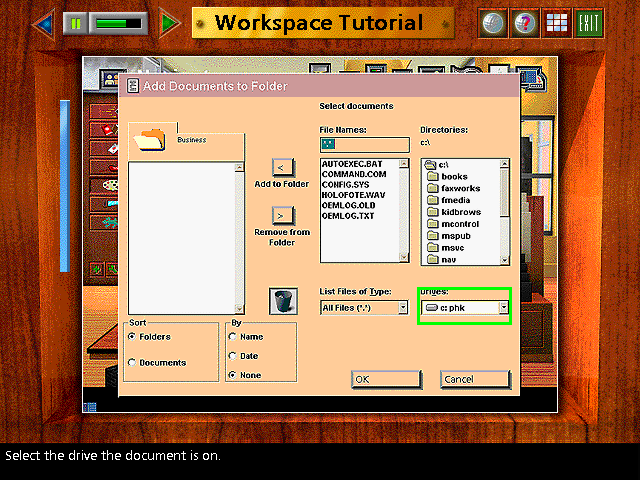 Workspace Tutorial
EXIT
Add Documents to Folder
Select documents
File Names:
Directories:
*.*
c:\
Business
AUTOEXEC.BAT
COMMAND.COM
CONFIG.SYS
HOLOFOTE.WAV
OEMLOG.OLD
OEMLOG.TXT
c:\
books
faxworks
fmedia
kidbrows
mcontrol
mspub
msvc
nav
<
Add to Folder
>
Remove from
Folder
List Files of Type:
Drives:
All Files (*.*)
c: phk
Sort
Folders
Documents
By
Name
Date
None
OK
Cancel
Select the drive the document is on.